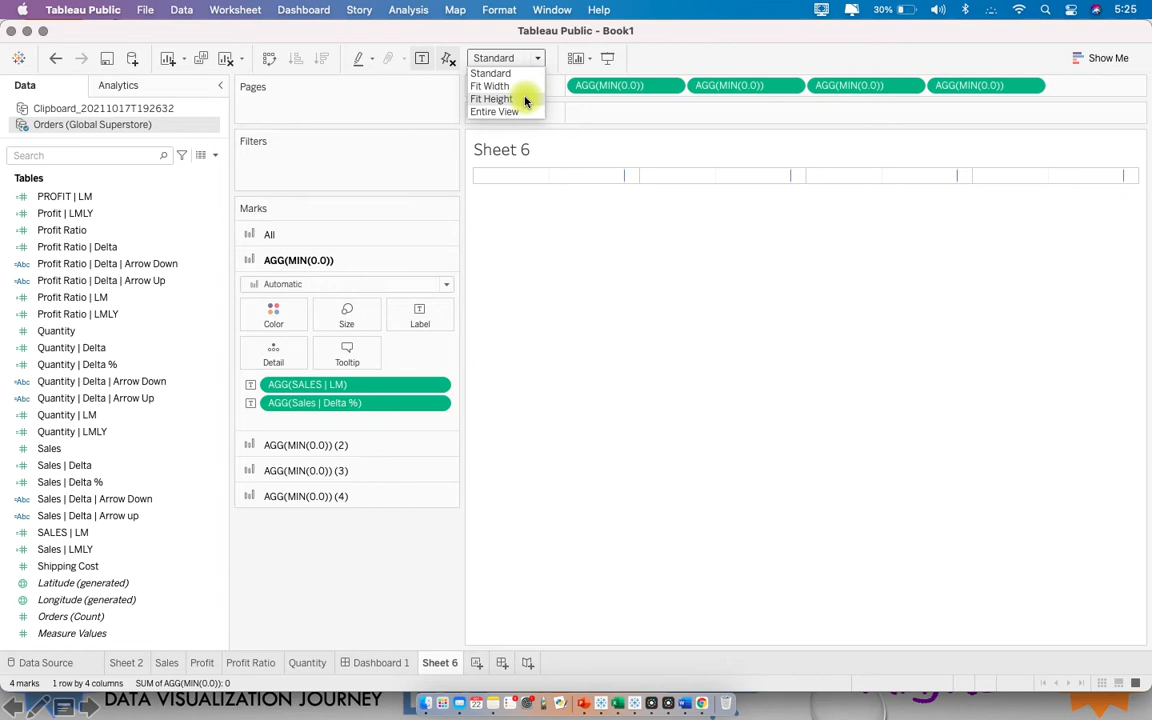 Tableau Public File Data Worksheet Dashboard Story Analysis Map Format Window Help 30% 5:25
Tableau Public - Book1
Standard
Show Me
Data Analytics
Clipboard_20211017T192632
Orders (Global Superstore)
Search
Tables
PROFIT | LM
Profit | LMLY
Profit Ratio
Profit Ratio | Delta
Profit Ratio | Delta | Arrow Down
Profit Ratio | Delta | Arrow Up
Profit Ratio | LM
Profit Ratio | LMLY
Quantity
Quantity | Delta
Quantity | Delta %
Quantity | Delta | Arrow Down
Quantity | Delta | Arrow Up
Quantity | LM
Quantity | LMLY
Sales
Sales | Delta
Sales | Delta %
Sales | Delta | Arrow Down
Sales | Delta | Arrow up
SALES | LM
Sales | LMLY
Shipping Cost
Latitude (generated)
Longitude (generated)
Orders (Count)
Measure Values
Pages
Filters
Marks
All
AGG(MIN(0.0))
Automatic
Color Size Label
Detail Tooltip
AGG(SALES | LM)
AGG(Sales | Delta %)
AGG(MIN(0.0)) (2)
AGG(MIN(0.0)) (3)
AGG(MIN(0.0)) (4)
Standard
Fit Width
Fit Height
Entire View
AGG(MIN(0.0)) AGG(MIN(0.0)) AGG(MIN(0.0)) AGG(MIN(0.0))
Sheet 6
Data Source Sheet 2 Sales Profit Profit Ratio Quantity Dashboard 1 Sheet 6
4 marks 1 row by 4 columns SUM of AGG(MIN(0.0)): 0
DATA VISUALIZATION JOURNEY